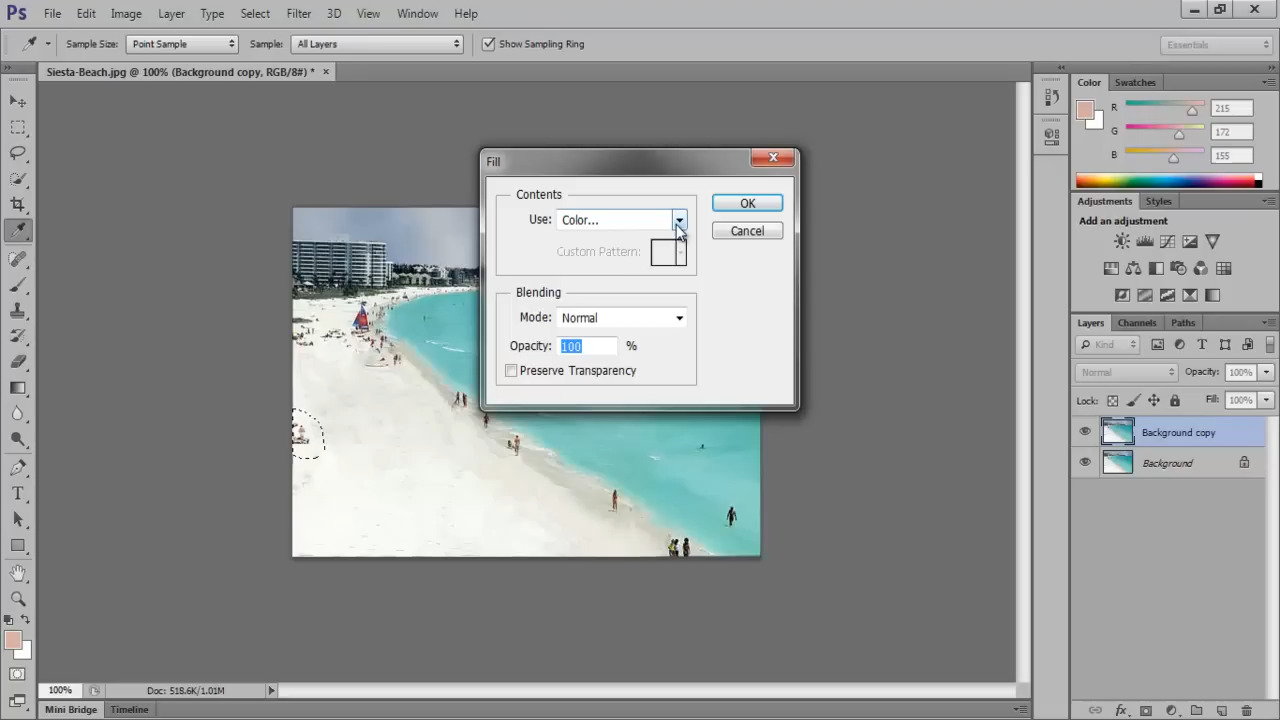 Ps File Edit Image Layer Type Select Filter 3D View Window Help
Sample Size: Point Sample Sample: All Layers Show Sampling Ring Essentials
Siesta-Beach.jpg @ 100% (Background copy, RGB/8#) *
Color Swatches
R 215
G 172
B 155
Fill
Contents
Use: Color...
Custom Pattern:
OK
Cancel
Blending
Mode: Normal
Opacity: 100 %
Preserve Transparency
Adjustments Styles
Add an adjustment
Layers Channels Paths
Kind
Normal Opacity: 100%
Lock: Fill: 100%
Background copy
Background
100% Doc: 518.6K/1.01M
Mini Bridge Timeline